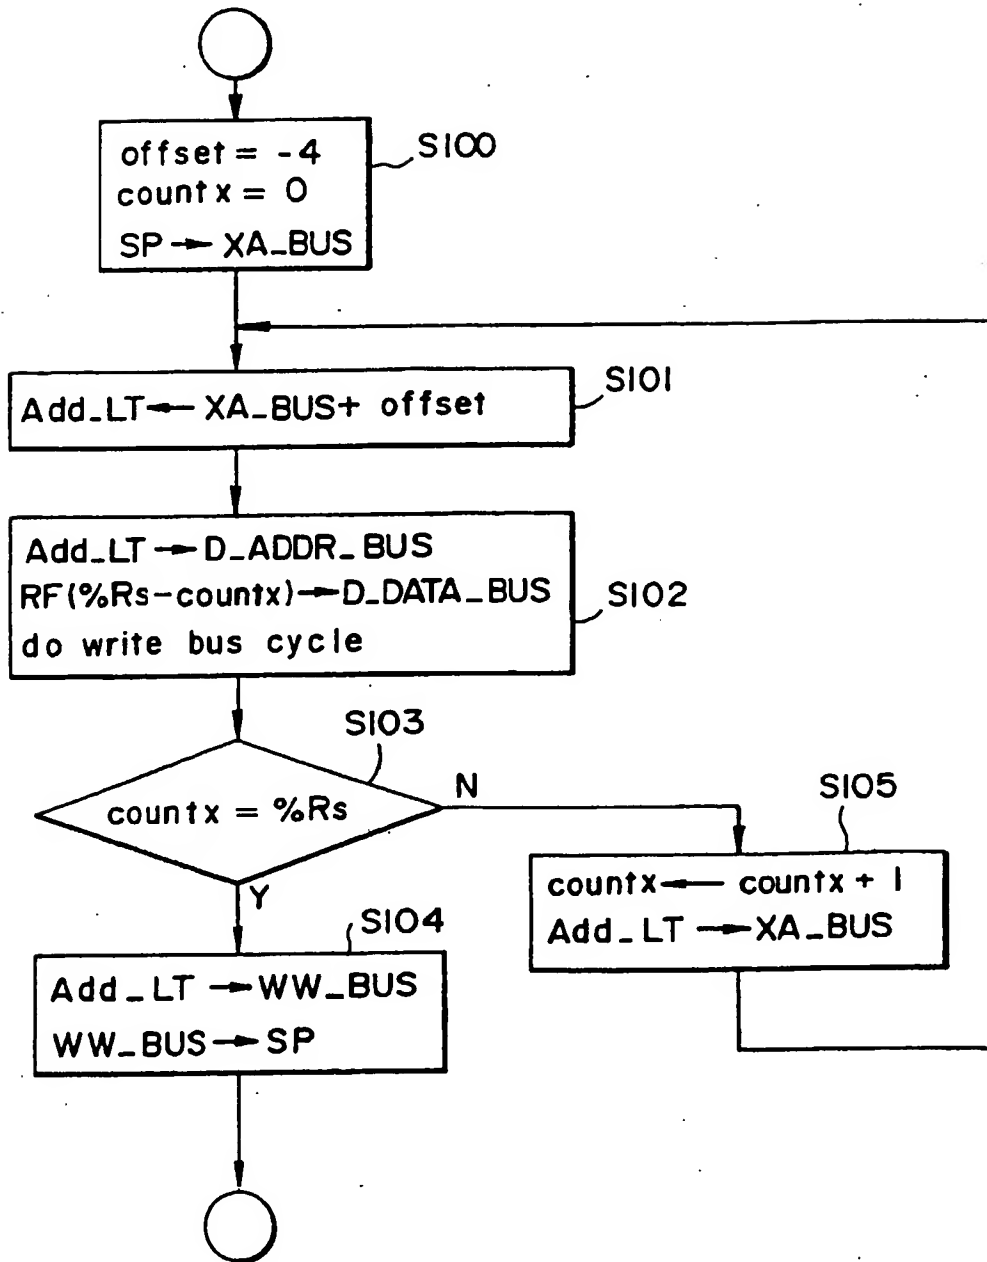 S100
offset = -4
countx = 0
SP → XA_BUS
S101
Add_LT ← XA_BUS + offset
S102
Add_LT → D_ADDR_BUS
RF(%Rs-countx) → D_DATA_BUS
do write bus cycle
S103
countx = %Rs
N
Y
S105
countx ← countx + 1
Add_LT → XA_BUS
S104
Add_LT → WW_BUS
WW_BUS → SP